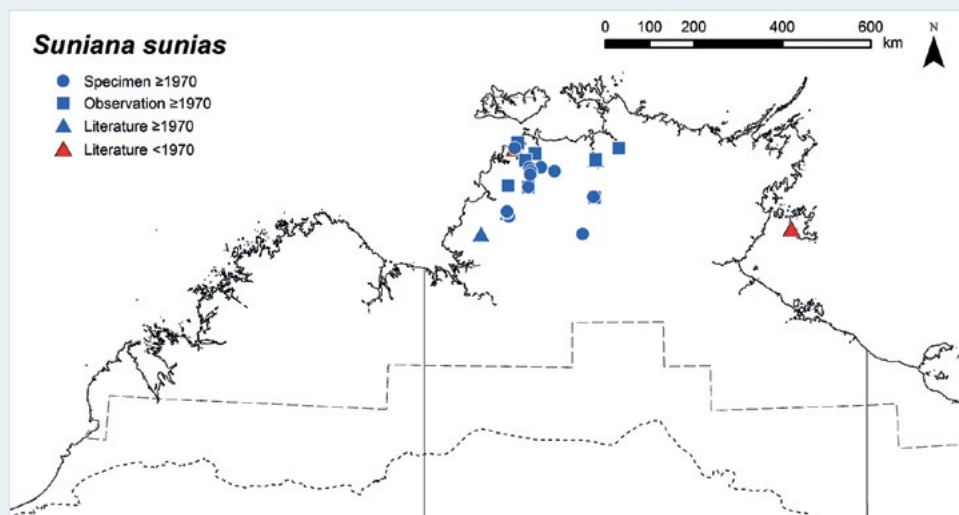 Suniana sunias
Specimen ≥1970
Observation ≥1970
Literature ≥1970
Literature <1970
0 100 200 400 600
km
N